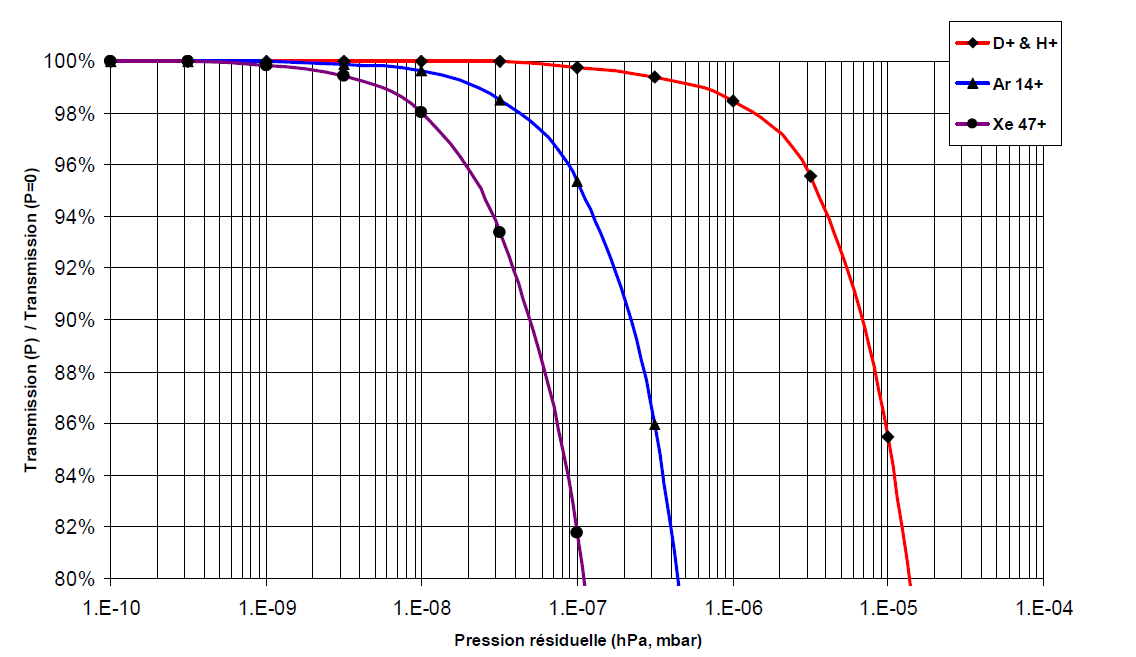 D+ & H+
Ar 14+
Xe 47+
100%
98%
96%
94%
92%
90%
88%
86%
84%
82%
80%
Transmission (P) / Transmission (P=0)
1.E-10 1.E-09 1.E-08 1.E-07 1.E-06 1.E-05 1.E-04
Pression résiduelle (hPa, mbar)